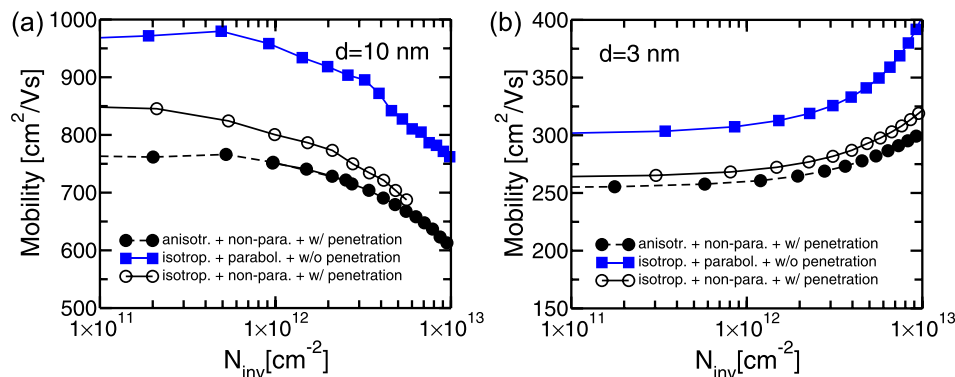 (a)
Mobility [cm²/Vs]
1000
900
800
700
600
500
d=10 nm
anisotr. + non-para. + w/ penetration
isotrop. + parabol. + w/o penetration
isotrop. + non-para. + w/ penetration
1×10¹¹
1×10¹²
1×10¹³
N_inv[cm⁻²]
(b)
Mobility [cm²/Vs]
400
350
300
250
200
150
d=3 nm
anisotr. + non-para. + w/ penetration
isotrop. + parabol. + w/o penetration
isotrop. + non-para. + w/ penetration
1×10¹¹
1×10¹²
1×10¹³
N_inv[cm⁻²]